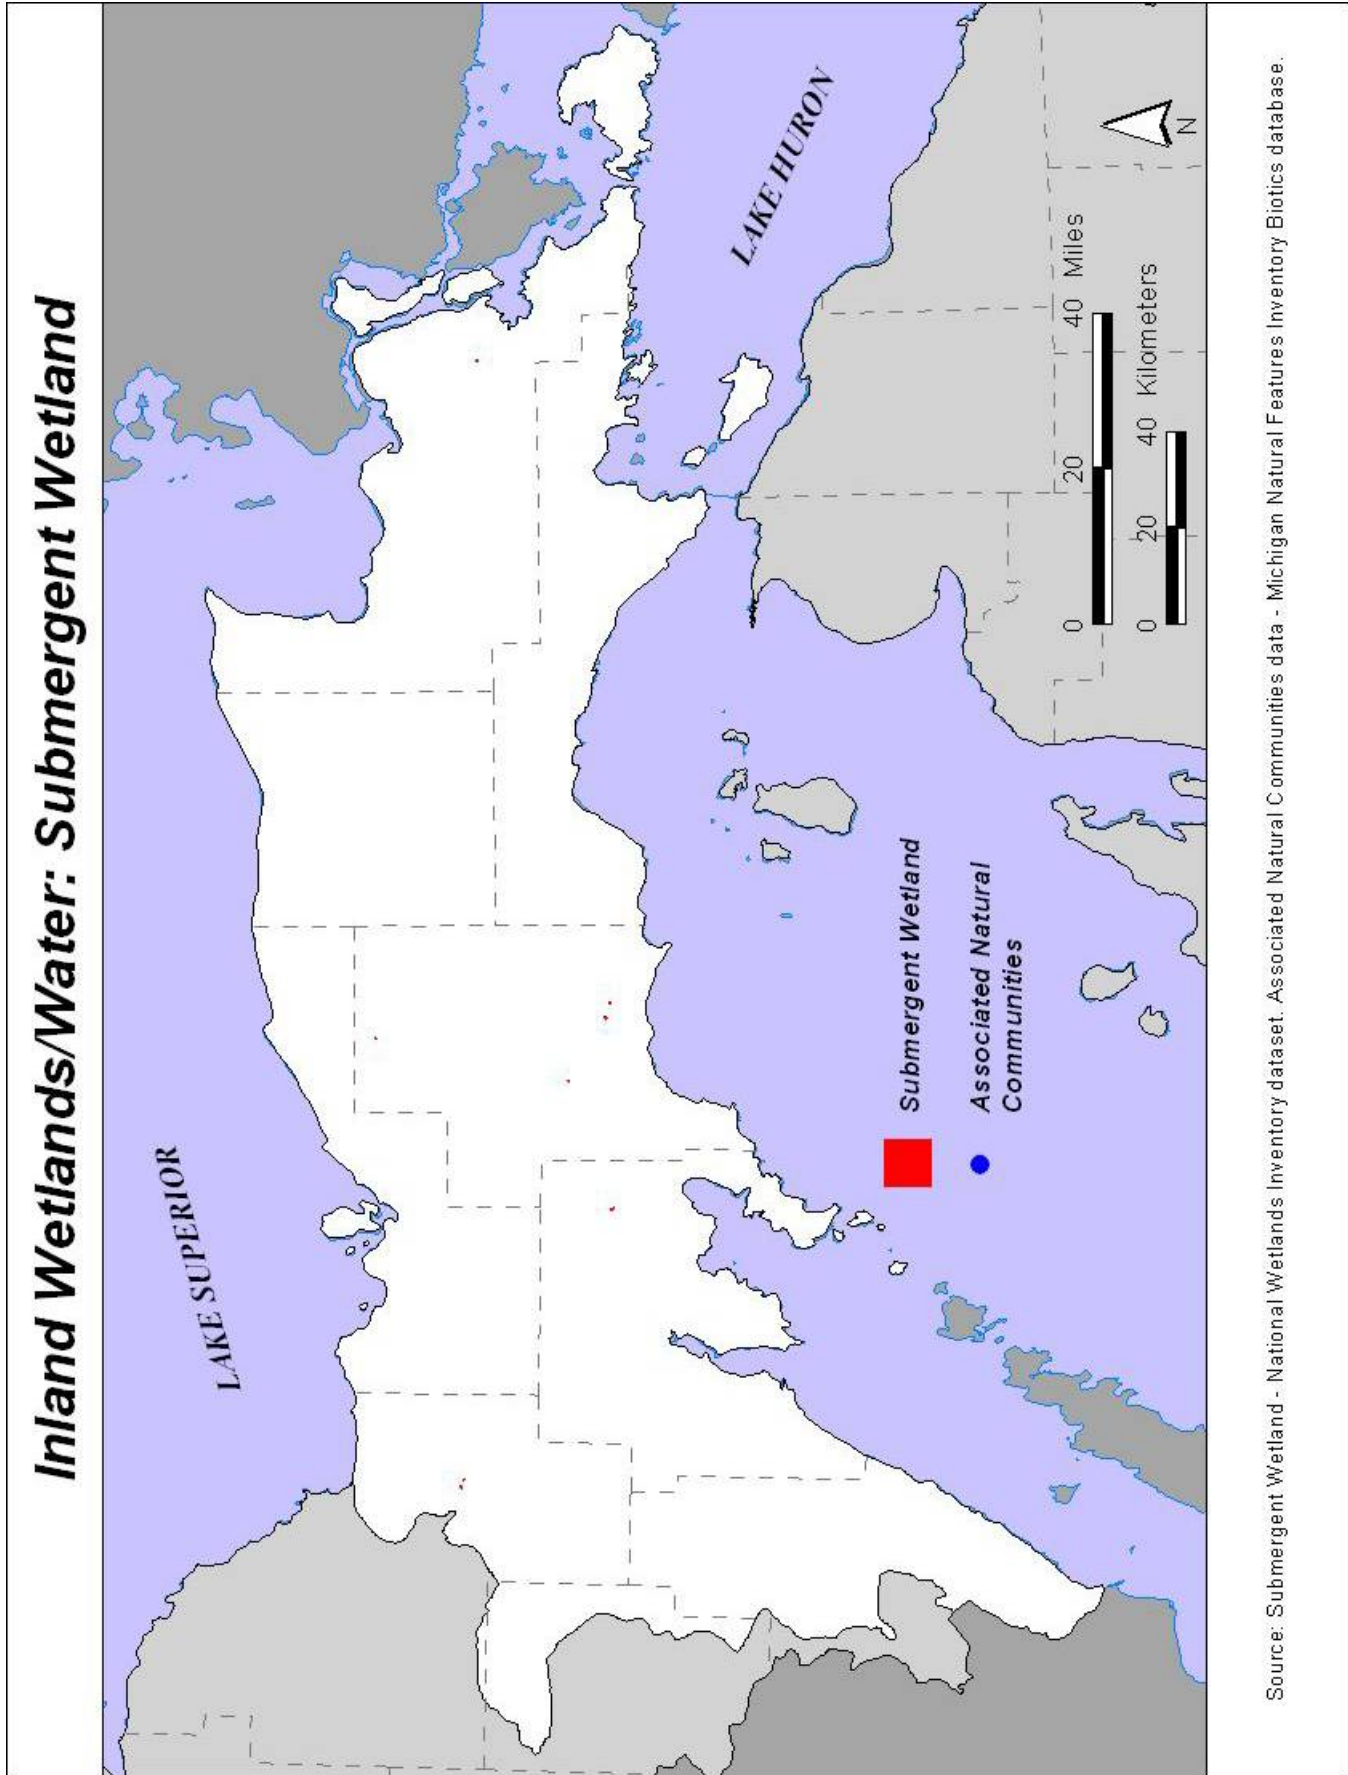 Inland Wetlands/Water: Submergent Wetland
LAKE SUPERIOR
LAKE HURON
Submergent Wetland
Associated Natural
Communities
0 20 40 Miles
0 20 40 Kilometers
N
Source: Submergent Wetland - National Wetlands Inventory dataset. Associated Natural Communities data - Michigan Natural Features Inventory Biotics database.